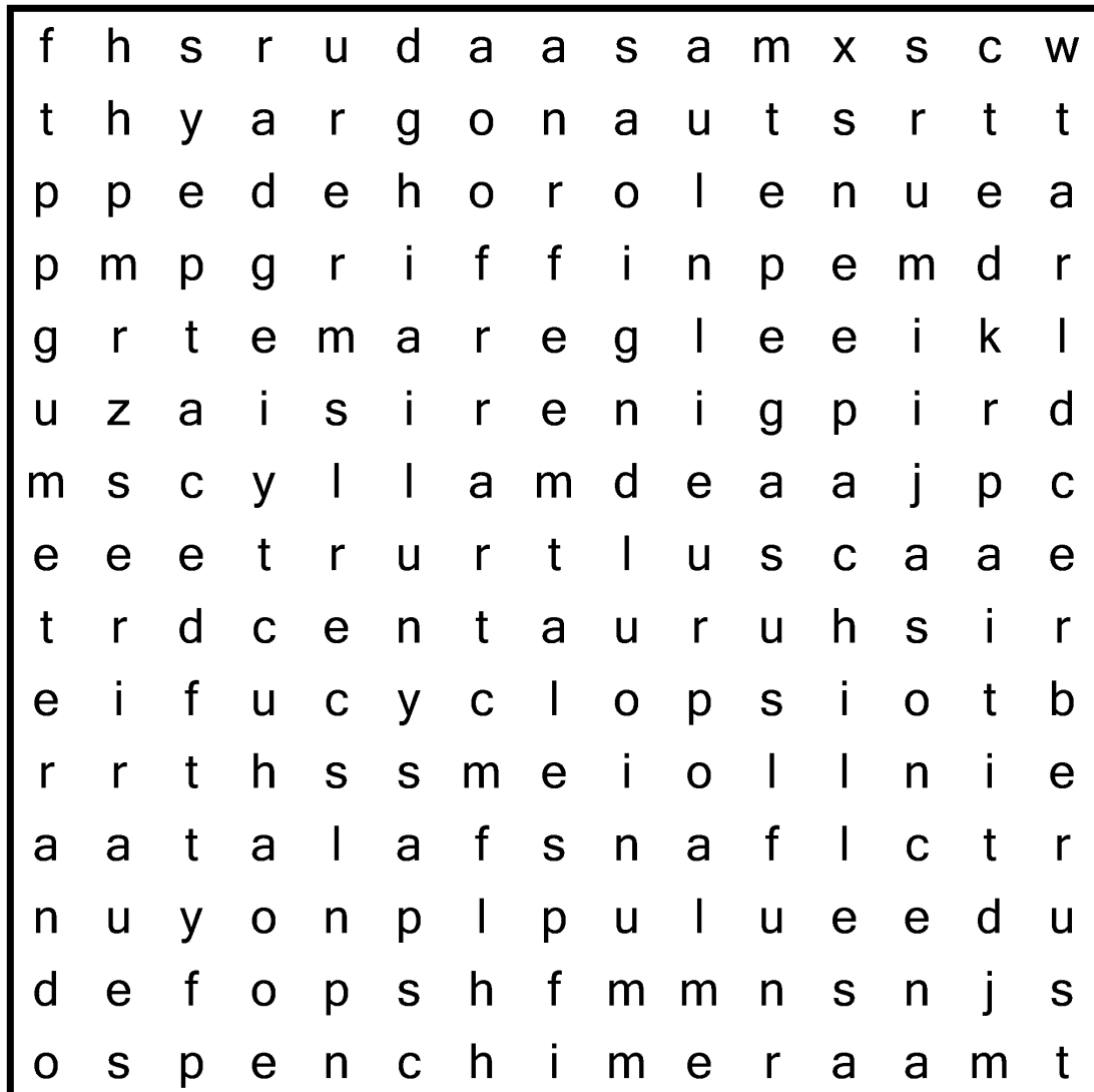 f h s r u d a a s a m x s c w
t h y a r g o n a u t s r t t
p p e d e h o r o l e n u e a
p m p g r i f f i n p e m d r
g r t e m a r e g l e e i k l
u z a i s i r e n i g p i r d
m s c y l l a m d e a a j p c
e e e t r u r t l u s c a a e
t r d c e n t a u r u h s i r
e i f u c y c l o p s i o t b
r r t h s s m e i o l l n i e
a a t a l a f s n a f l c t r
n u y o n p l p u l u e e d u
d e f o p s h f m m n s n j s
o s p e n c h i m e r a a m t